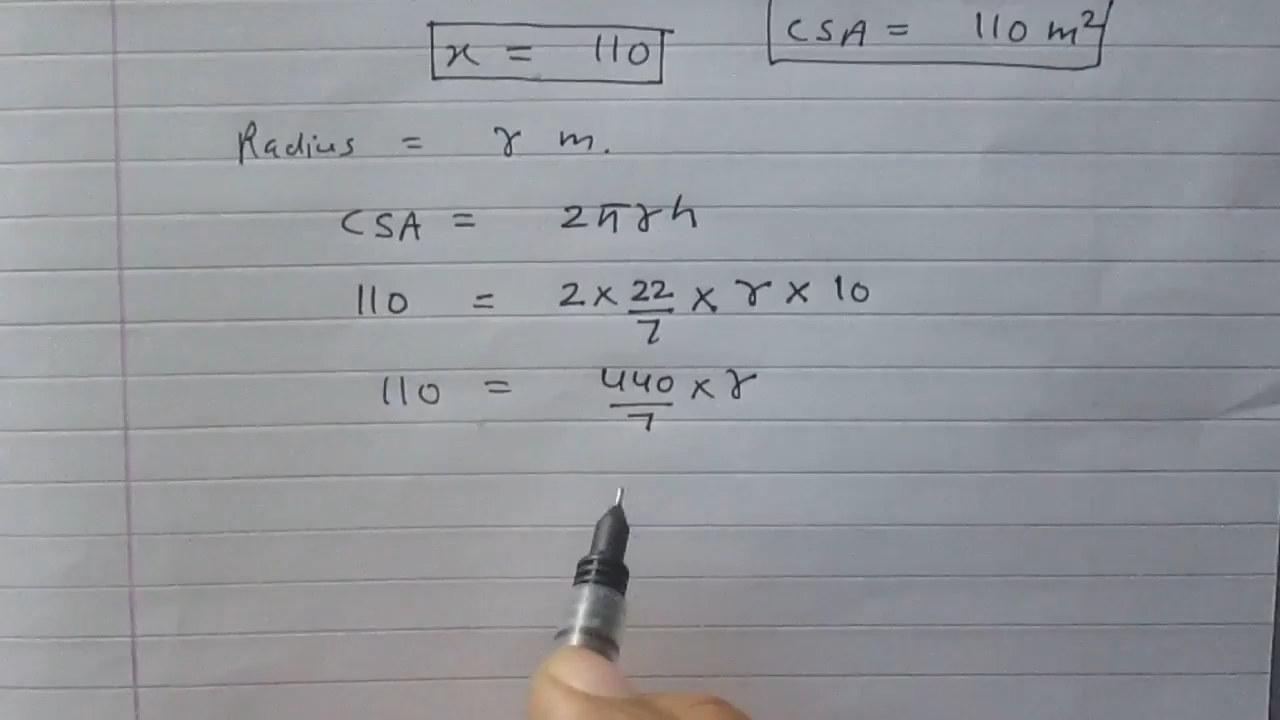 x = 110
CSA = 110 m²
Radius = r m.
CSA = 2πrh
110 = 2 × 22/7 × r × 10
110 = 440/7 × r